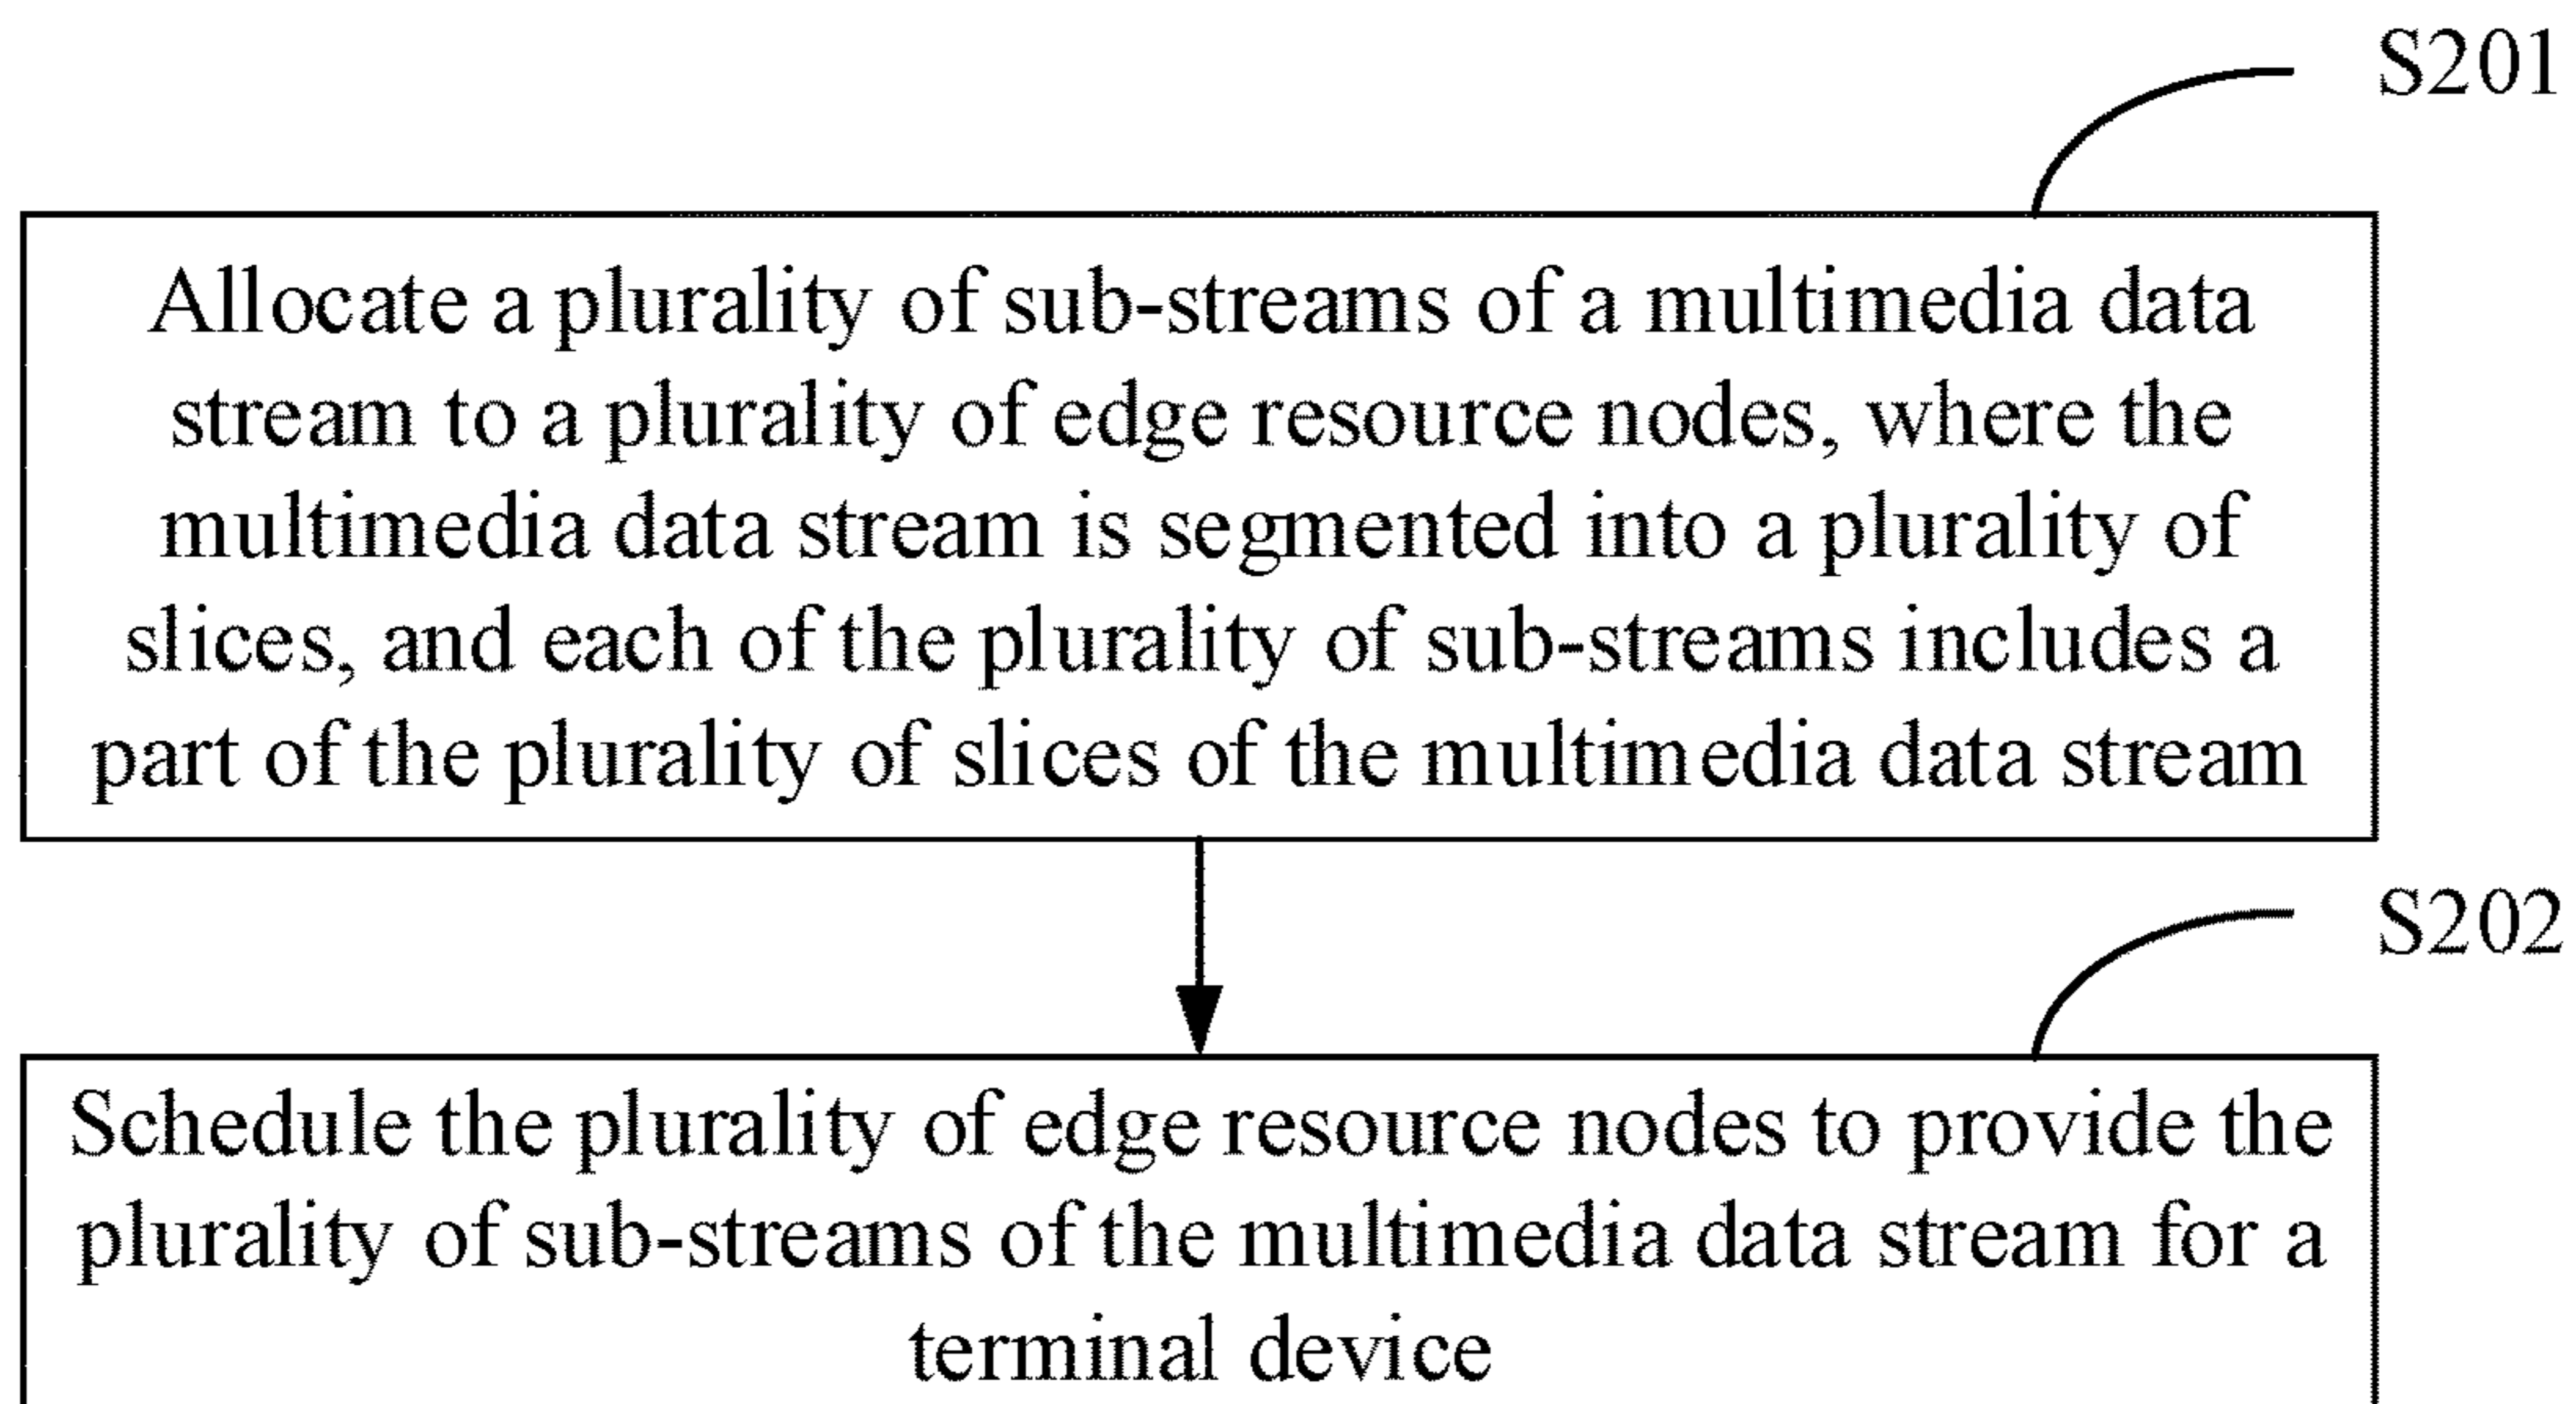 S201
Allocate a plurality of sub-streams of a multimedia data
stream to a plurality of edge resource nodes, where the
multimedia data stream is segmented into a plurality of
slices, and each of the plurality of sub-streams includes a
part of the plurality of slices of the multimedia data stream
S202
Schedule the plurality of edge resource nodes to provide the
plurality of sub-streams of the multimedia data stream for a
terminal device